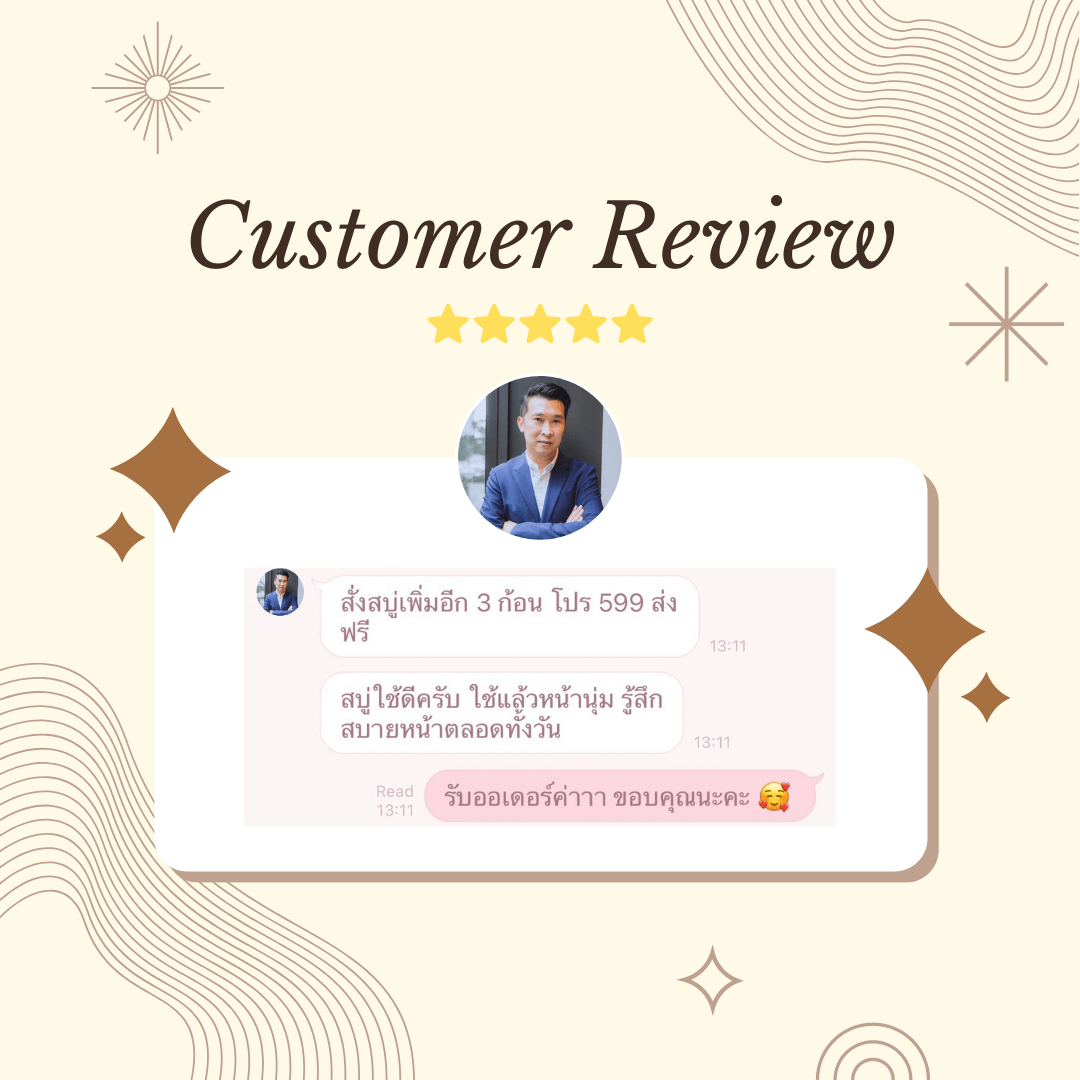 Customer Review
สั่งสบู่เพิ่มอีก 3 ก้อน โปร 599 ส่ง
ฟรี
13:11
สบู่ใช้ดีครับ ใช้แล้วหน้านุ่ม รู้สึก
สบายหน้าตลอดทั้งวัน
13:11
Read
13:11
รับออเดอร์ค่าาา ขอบคุณนะคะ 🥰